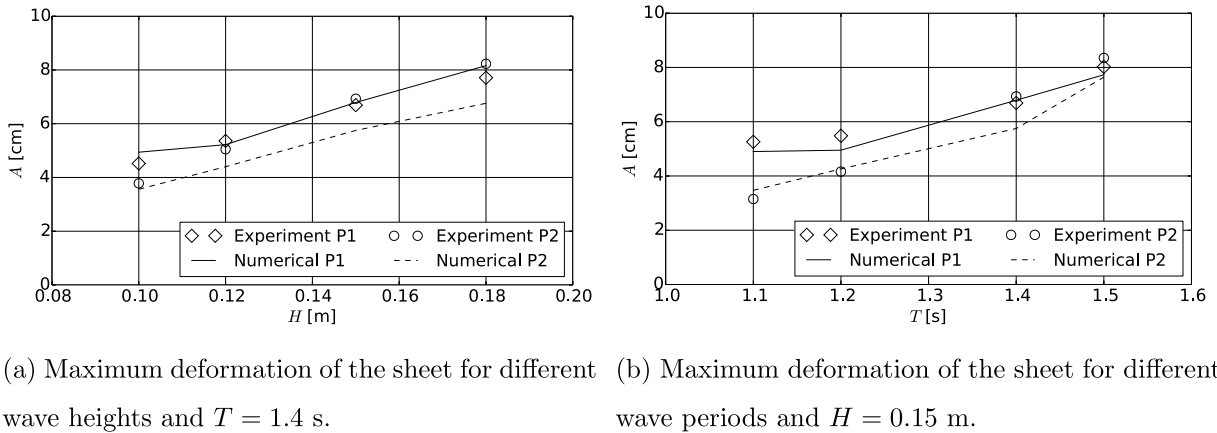 10
8
6
4
2
0
A [cm]
0.08 0.10 0.12 0.14 0.16 0.18 0.20
H [m]
Experiment P1 Experiment P2
Numerical P1 Numerical P2
10
8
6
4
2
0
A [cm]
1.0 1.1 1.2 1.3 1.4 1.5 1.6
T [s]
Experiment P1 Experiment P2
Numerical P1 Numerical P2
(a) Maximum deformation of the sheet for different
wave heights and T = 1.4 s.
(b) Maximum deformation of the sheet for different
wave periods and H = 0.15 m.